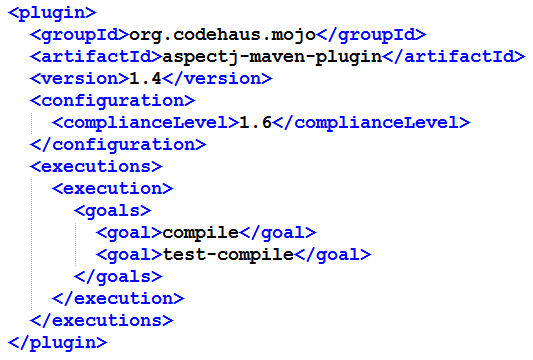 <plugin>
  <groupId>org.codehaus.mojo</groupId>
  <artifactId>aspectj-maven-plugin</artifactId>
  <version>1.4</version>
  <configuration>
    <complianceLevel>1.6</complianceLevel>
  </configuration>
  <executions>
    <execution>
      <goals>
        <goal>compile</goal>
        <goal>test-compile</goal>
      </goals>
    </execution>
  </executions>
</plugin>